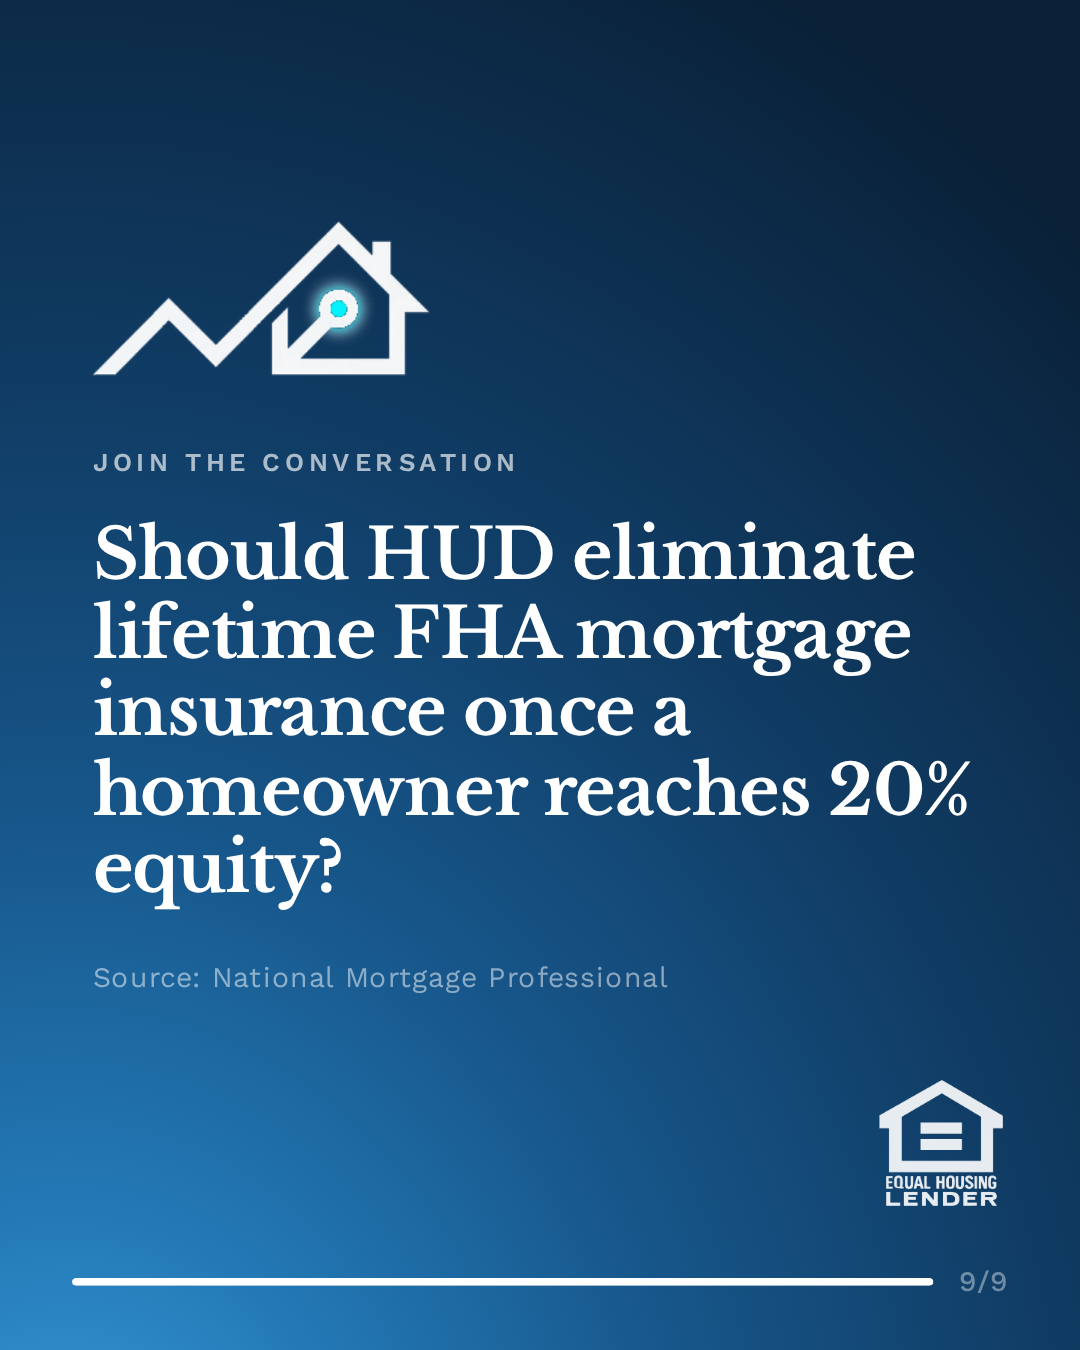 JOIN THE CONVERSATION
Should HUD eliminate
lifetime FHA mortgage
insurance once a
homeowner reaches 20%
equity?
Source: National Mortgage Professional
EQUAL HOUSING
LENDER
9/9